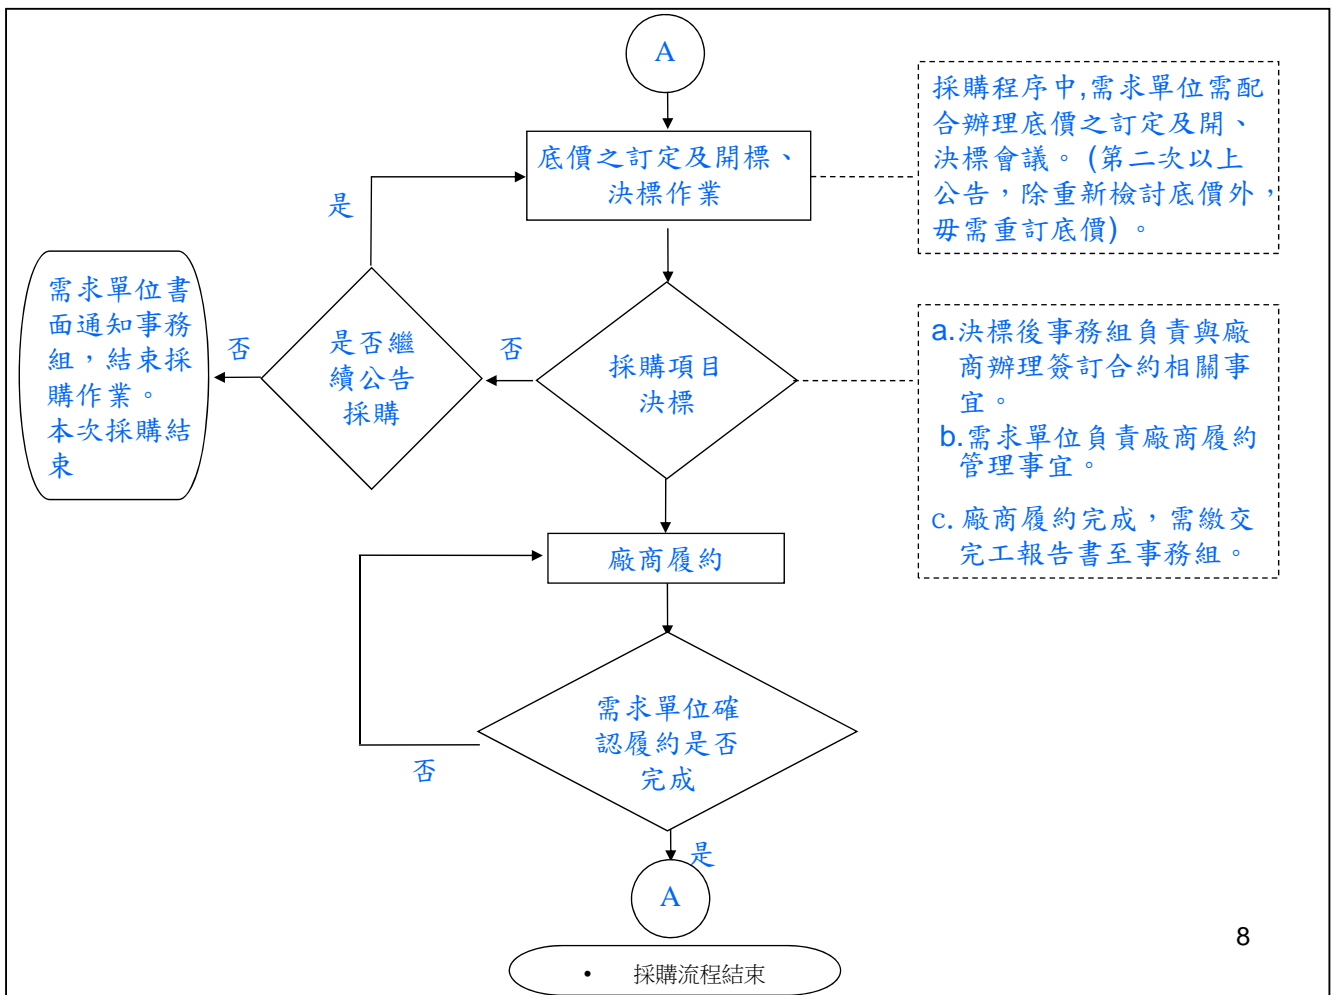 A
底價之訂定及開標、
決標作業
採購程序中,需求單位需配
合辦理底價之訂定及開、
決標會議。 (第二次以上
公告，除重新檢討底價外，
毋需重訂底價) 。
是
需求單位書
面通知事務
組，結束採
購作業。
本次採購結
束
否
是否繼
續公告
採購
否
採購項目
決標
a.決標後事務組負責與廠
商辦理簽訂合約相關事
宜。
b.需求單位負責廠商履約
管理事宜。
c. 廠商履約完成，需繳交
完工報告書至事務組。
廠商履約
需求單位確
認履約是否
完成
否
是
A
8
• 採購流程結束